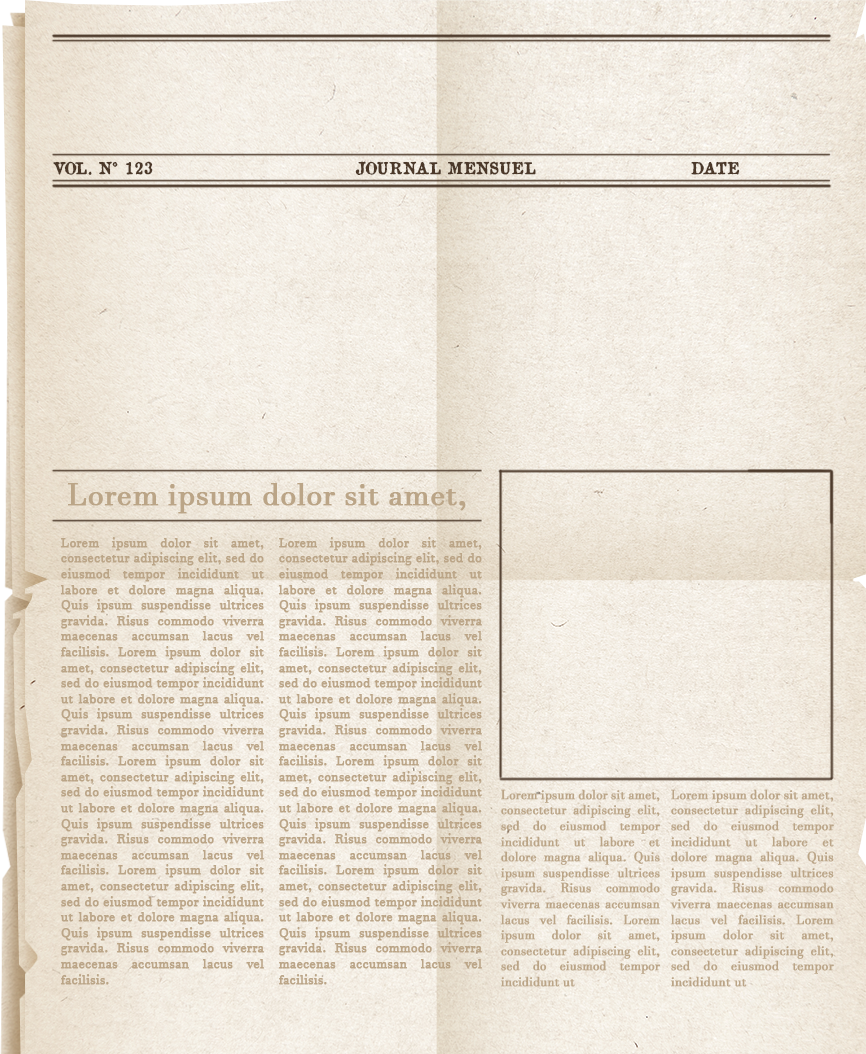 VOL. N° 123 JOURNAL MENSUEL DATE
Lorem ipsum dolor sit amet,
Lorem ipsum dolor sit amet,
consectetur adipiscing elit, sed do
eiusmod tempor incididunt ut
labore et dolore magna aliqua.
Quis ipsum suspendisse ultrices
gravida. Risus commodo viverra
maecenas accumsan lacus vel
facilisis. Lorem ipsum dolor sit
amet, consectetur adipiscing elit,
sed do eiusmod tempor incididunt
ut labore et dolore magna aliqua.
Quis ipsum suspendisse ultrices
gravida. Risus commodo viverra
maecenas accumsan lacus vel
facilisis. Lorem ipsum dolor sit
amet, consectetur adipiscing elit,
sed do eiusmod tempor incididunt
ut labore et dolore magna aliqua.
Quis ipsum suspendisse ultrices
gravida. Risus commodo viverra
maecenas accumsan lacus vel
facilisis. Lorem ipsum dolor sit
amet, consectetur adipiscing elit,
sed do eiusmod tempor incididunt
ut labore et dolore magna aliqua.
Quis ipsum suspendisse ultrices
gravida. Risus commodo viverra
maecenas accumsan lacus vel
facilisis.
Lorem ipsum dolor sit amet,
consectetur adipiscing elit, sed do
eiusmod tempor incididunt ut
labore et dolore magna aliqua.
Quis ipsum suspendisse ultrices
gravida. Risus commodo viverra
maecenas accumsan lacus vel
facilisis. Lorem ipsum dolor sit
amet, consectetur adipiscing elit,
sed do eiusmod tempor incididunt
ut labore et dolore magna aliqua.
Quis ipsum suspendisse ultrices
gravida. Risus commodo viverra
maecenas accumsan lacus vel
facilisis. Lorem ipsum dolor sit
amet, consectetur adipiscing elit,
sed do eiusmod tempor incididunt
ut labore et dolore magna aliqua.
Quis ipsum suspendisse ultrices
gravida. Risus commodo viverra
maecenas accumsan lacus vel
facilisis. Lorem ipsum dolor sit
amet, consectetur adipiscing elit,
sed do eiusmod tempor incididunt
ut labore et dolore magna aliqua.
Quis ipsum suspendisse ultrices
gravida. Risus commodo viverra
maecenas accumsan lacus vel
facilisis.
Lorem ipsum dolor sit amet,
consectetur adipiscing elit,
sed do eiusmod tempor
incididunt ut labore et
dolore magna aliqua. Quis
ipsum suspendisse ultrices
gravida. Risus commodo
viverra maecenas accumsan
lacus vel facilisis. Lorem
ipsum dolor sit amet,
consectetur adipiscing elit,
sed do eiusmod tempor
incididunt ut
Lorem ipsum dolor sit amet,
consectetur adipiscing elit,
sed do eiusmod tempor
incididunt ut labore et
dolore magna aliqua. Quis
ipsum suspendisse ultrices
gravida. Risus commodo
viverra maecenas accumsan
lacus vel facilisis. Lorem
ipsum dolor sit amet,
consectetur adipiscing elit,
sed do eiusmod tempor
incididunt ut